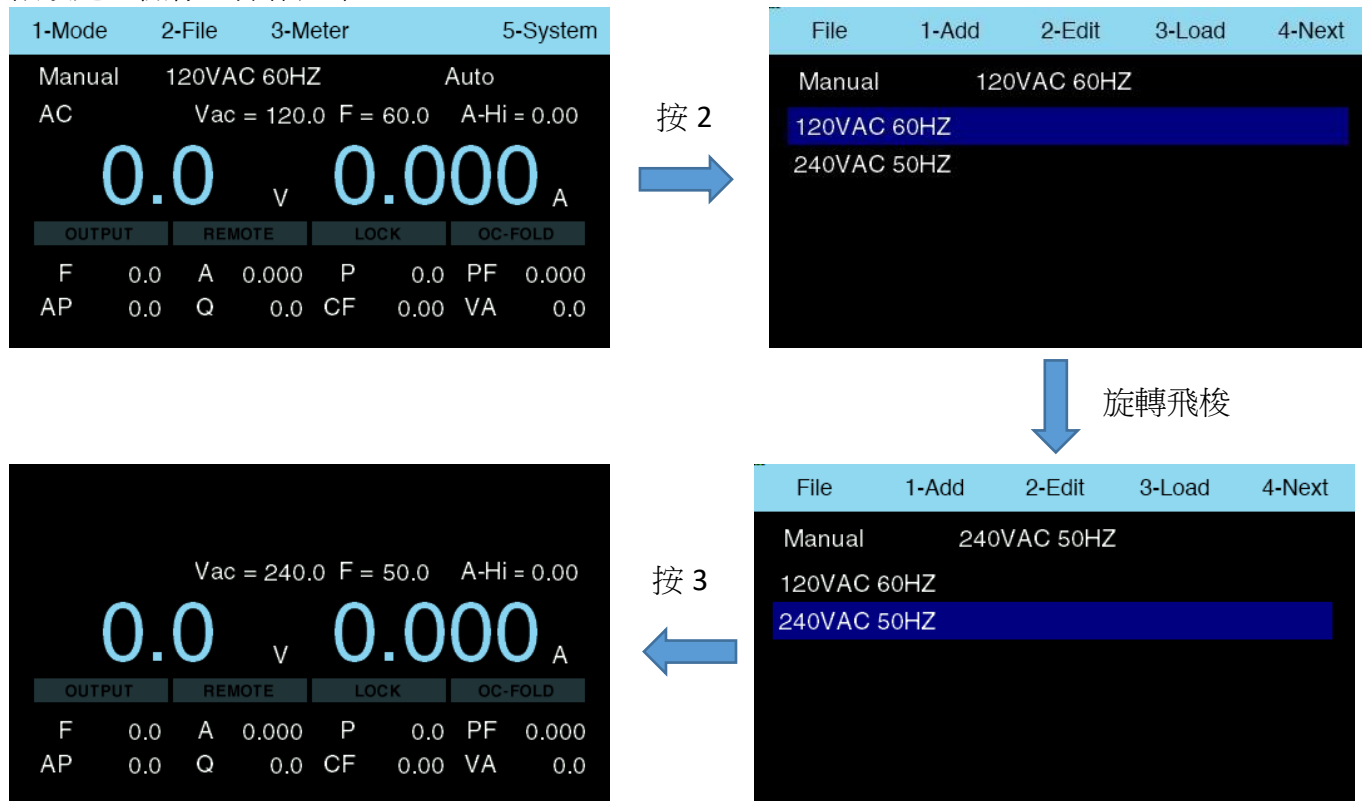 1-Mode 2-File 3-Meter 5-System
Manual 120VAC 60HZ Auto
AC Vac = 120.0 F = 60.0 A-Hi = 0.00
0.0 V 0.000 A
OUTPUT REMOTE LOCK OC-FOLD
F 0.0 A 0.000 P 0.0 PF 0.000
AP 0.0 Q 0.0 CF 0.00 VA 0.0
按 2
File 1-Add 2-Edit 3-Load 4-Next
Manual 120VAC 60HZ
120VAC 60HZ
240VAC 50HZ
旋轉飛梭
File 1-Add 2-Edit 3-Load 4-Next
Manual 240VAC 50HZ
120VAC 60HZ
240VAC 50HZ
按 3
Vac = 240.0 F = 50.0 A-Hi = 0.00
0.0 V 0.000 A
OUTPUT REMOTE LOCK OC-FOLD
F 0.0 A 0.000 P 0.0 PF 0.000
AP 0.0 Q 0.0 CF 0.00 VA 0.0